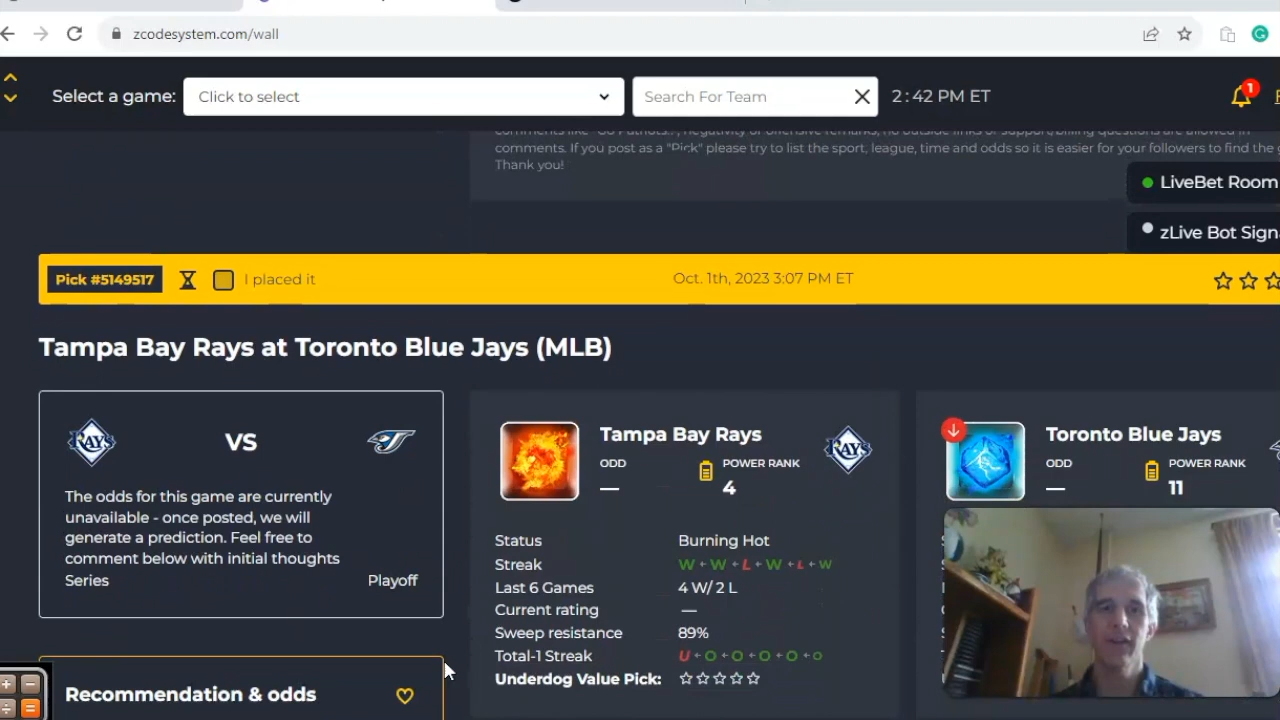 zcodesystem.com/wall
Select a game: Click to select Search For Team 2:42 PM ET 1
comments. If you post as a "Pick" please try to list the sport, league, time and odds so it is easier for your followers to find the
Thank you!
LiveBet Room
zLive Bot Sign
Pick #5149517 I placed it Oct. 1th, 2023 3:07 PM ET
Tampa Bay Rays at Toronto Blue Jays (MLB)
RAYS VS
The odds for this game are currently
unavailable - once posted, we will
generate a prediction. Feel free to
comment below with initial thoughts
Series Playoff
Recommendation & odds
Tampa Bay Rays RAYS
ODD POWER RANK
— 4
Status Burning Hot
Streak W - W - L - W - L - W
Last 6 Games 4 W/ 2 L
Current rating —
Sweep resistance 89%
Total-1 Streak U - O - O - O - O - O
Underdog Value Pick:
Toronto Blue Jays
ODD POWER RANK
— 11